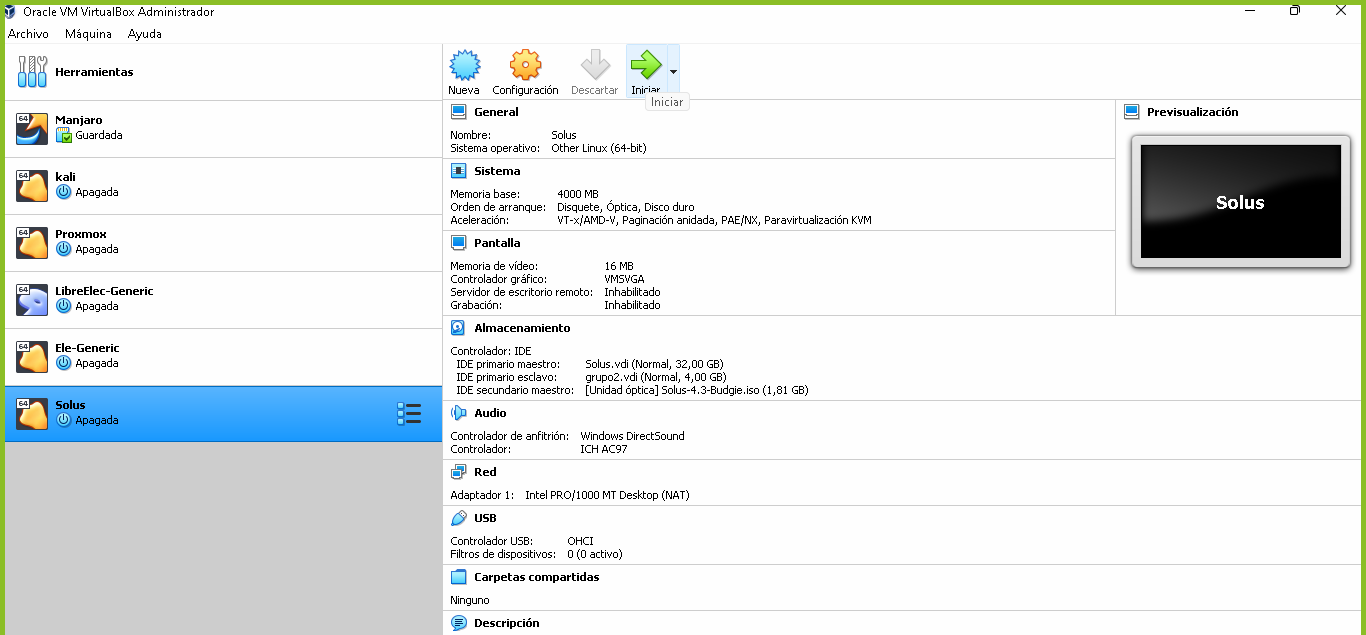 Oracle VM VirtualBox Administrador
Archivo Máquina Ayuda
Herramientas
64
Manjaro
Guardada
64
kali
Apagada
64
Proxmox
Apagada
64
LibreElec-Generic
Apagada
64
Ele-Generic
Apagada
64
Solus
Apagada
Nueva Configuración Descartar Iniciar
Iniciar
General
Nombre: Solus
Sistema operativo: Other Linux (64-bit)
Sistema
Memoria base: 4000 MB
Orden de arranque: Disquete, Óptica, Disco duro
Aceleración: VT-x/AMD-V, Paginación anidada, PAE/NX, Paravirtualización KVM
Pantalla
Memoria de vídeo: 16 MB
Controlador gráfico: VMSVGA
Servidor de escritorio remoto: Inhabilitado
Grabación: Inhabilitado
Almacenamiento
Controlador: IDE
IDE primario maestro: Solus.vdi (Normal, 32,00 GB)
IDE primario esclavo: grupo2.vdi (Normal, 4,00 GB)
IDE secundario maestro: [Unidad óptica] Solus-4.3-Budgie.iso (1,81 GB)
Audio
Controlador de anfitrión: Windows DirectSound
Controlador: ICH AC97
Red
Adaptador 1: Intel PRO/1000 MT Desktop (NAT)
USB
Controlador USB: OHCI
Filtros de dispositivos: 0 (0 activo)
Carpetas compartidas
Ninguno
Descripción
Previsualización
Solus